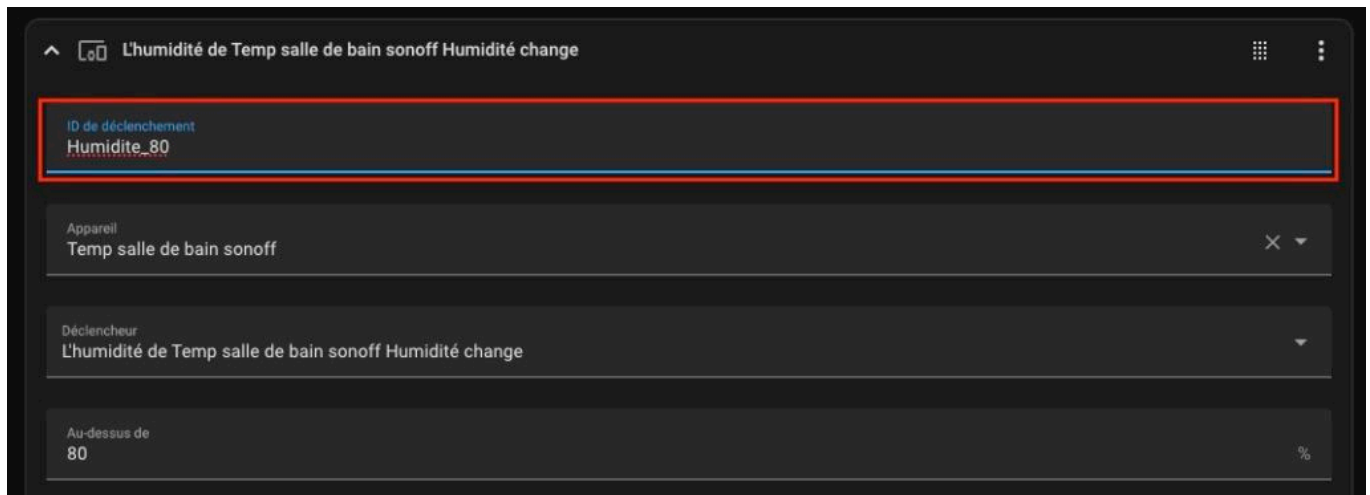 L'humidité de Temp salle de bain sonoff Humidité change
ID de déclenchement
Humidite_80
Appareil
Temp salle de bain sonoff
Déclencheur
L'humidité de Temp salle de bain sonoff Humidité change
Au-dessus de
80 %